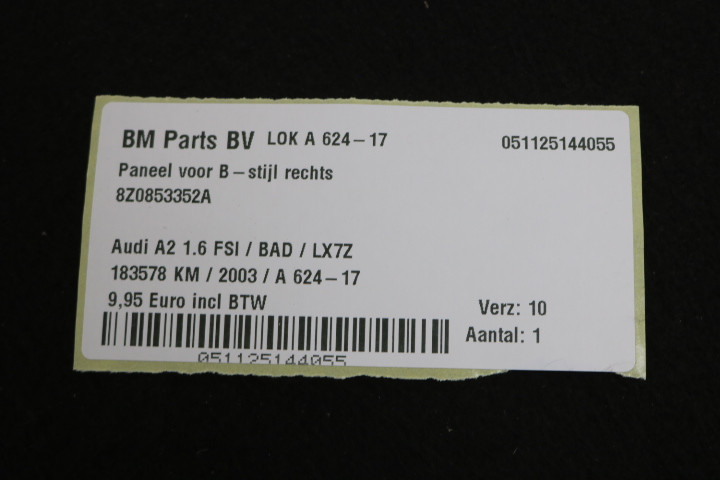 BM Parts BV LOK A 624-17 051125144055
Paneel voor B-stijl rechts
8Z0853352A
Audi A2 1.6 FSI / BAD / LX7Z
183578 KM / 2003 / A 624-17
9,95 Euro incl BTW
Verz: 10
Aantal: 1
051125144055